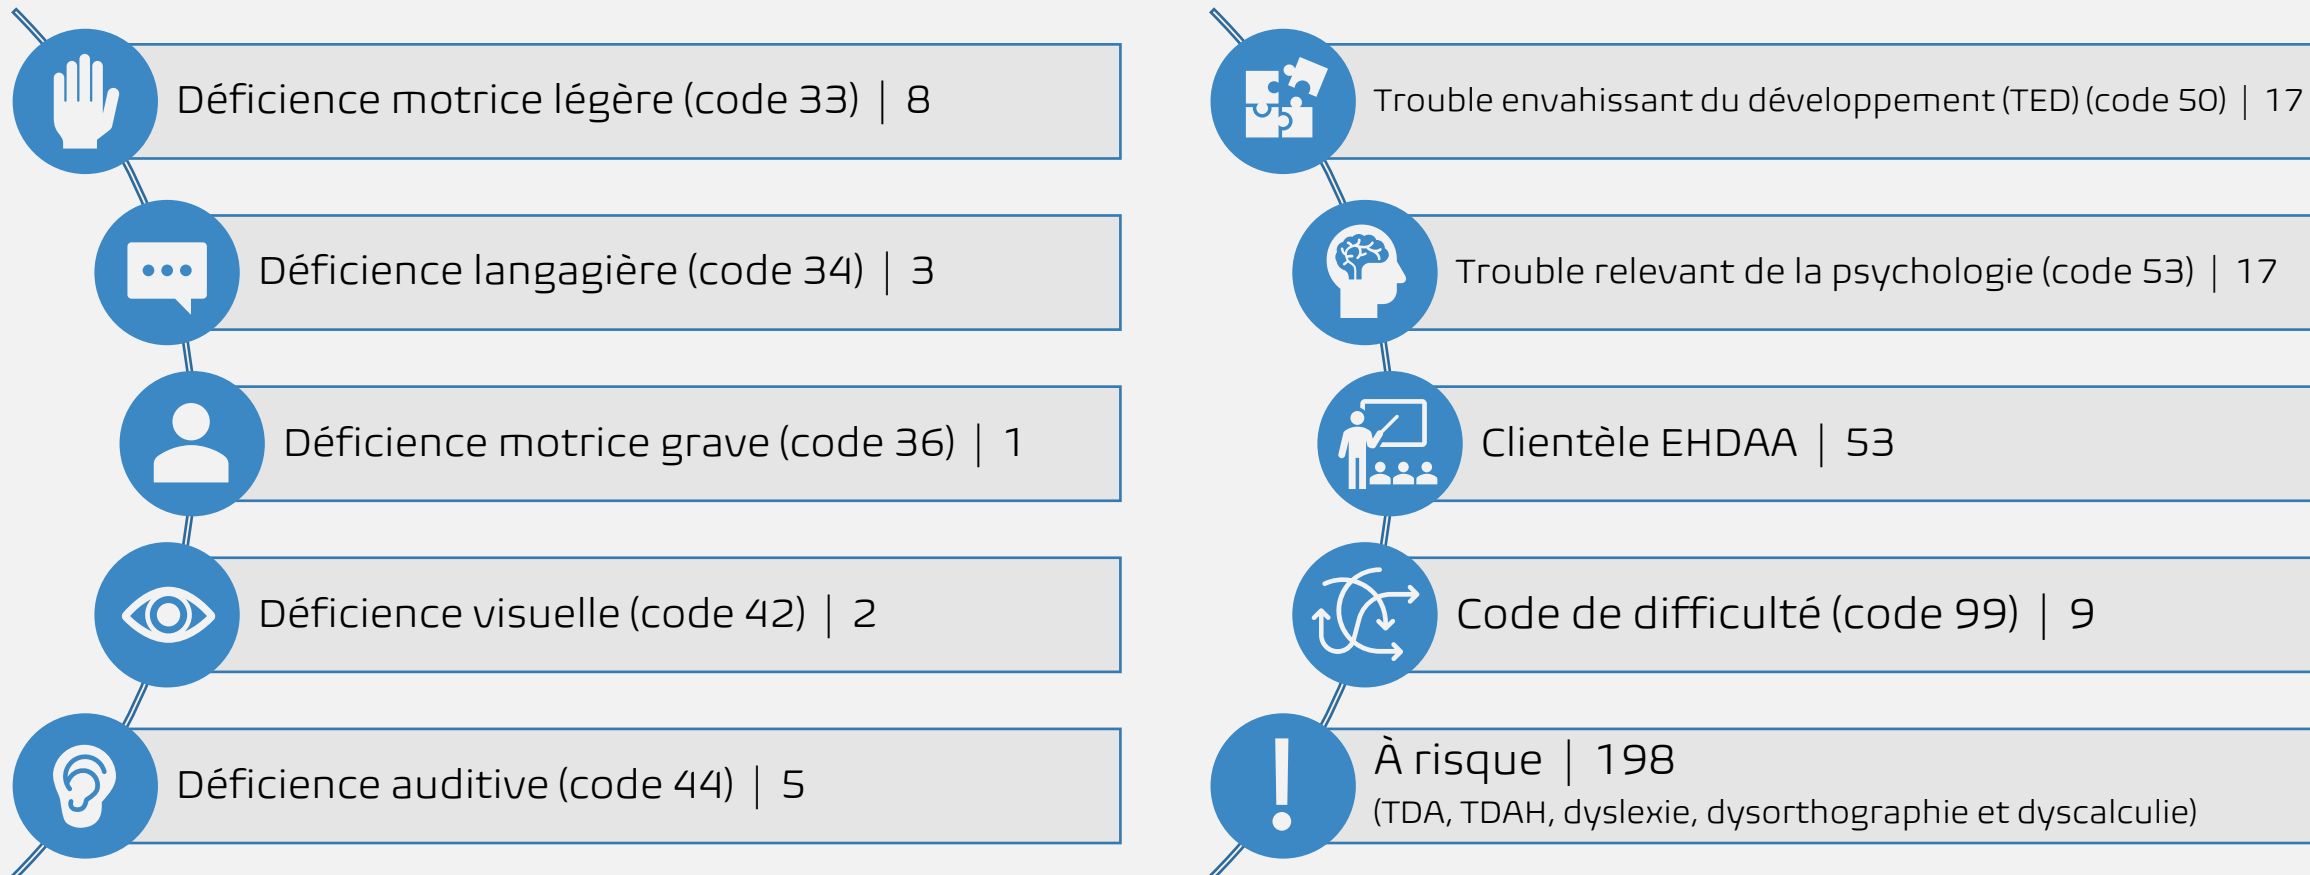 Déficience motrice légère (code 33) | 8
Déficience langagière (code 34) | 3
Déficience motrice grave (code 36) | 1
Déficience visuelle (code 42) | 2
Déficience auditive (code 44) | 5
Trouble envahissant du développement (TED) (code 50) | 17
Trouble relevant de la psychologie (code 53) | 17
Clientèle EHDAA | 53
Code de difficulté (code 99) | 9
À risque | 198
(TDA, TDAH, dyslexie, dysorthographie et dyscalculie)